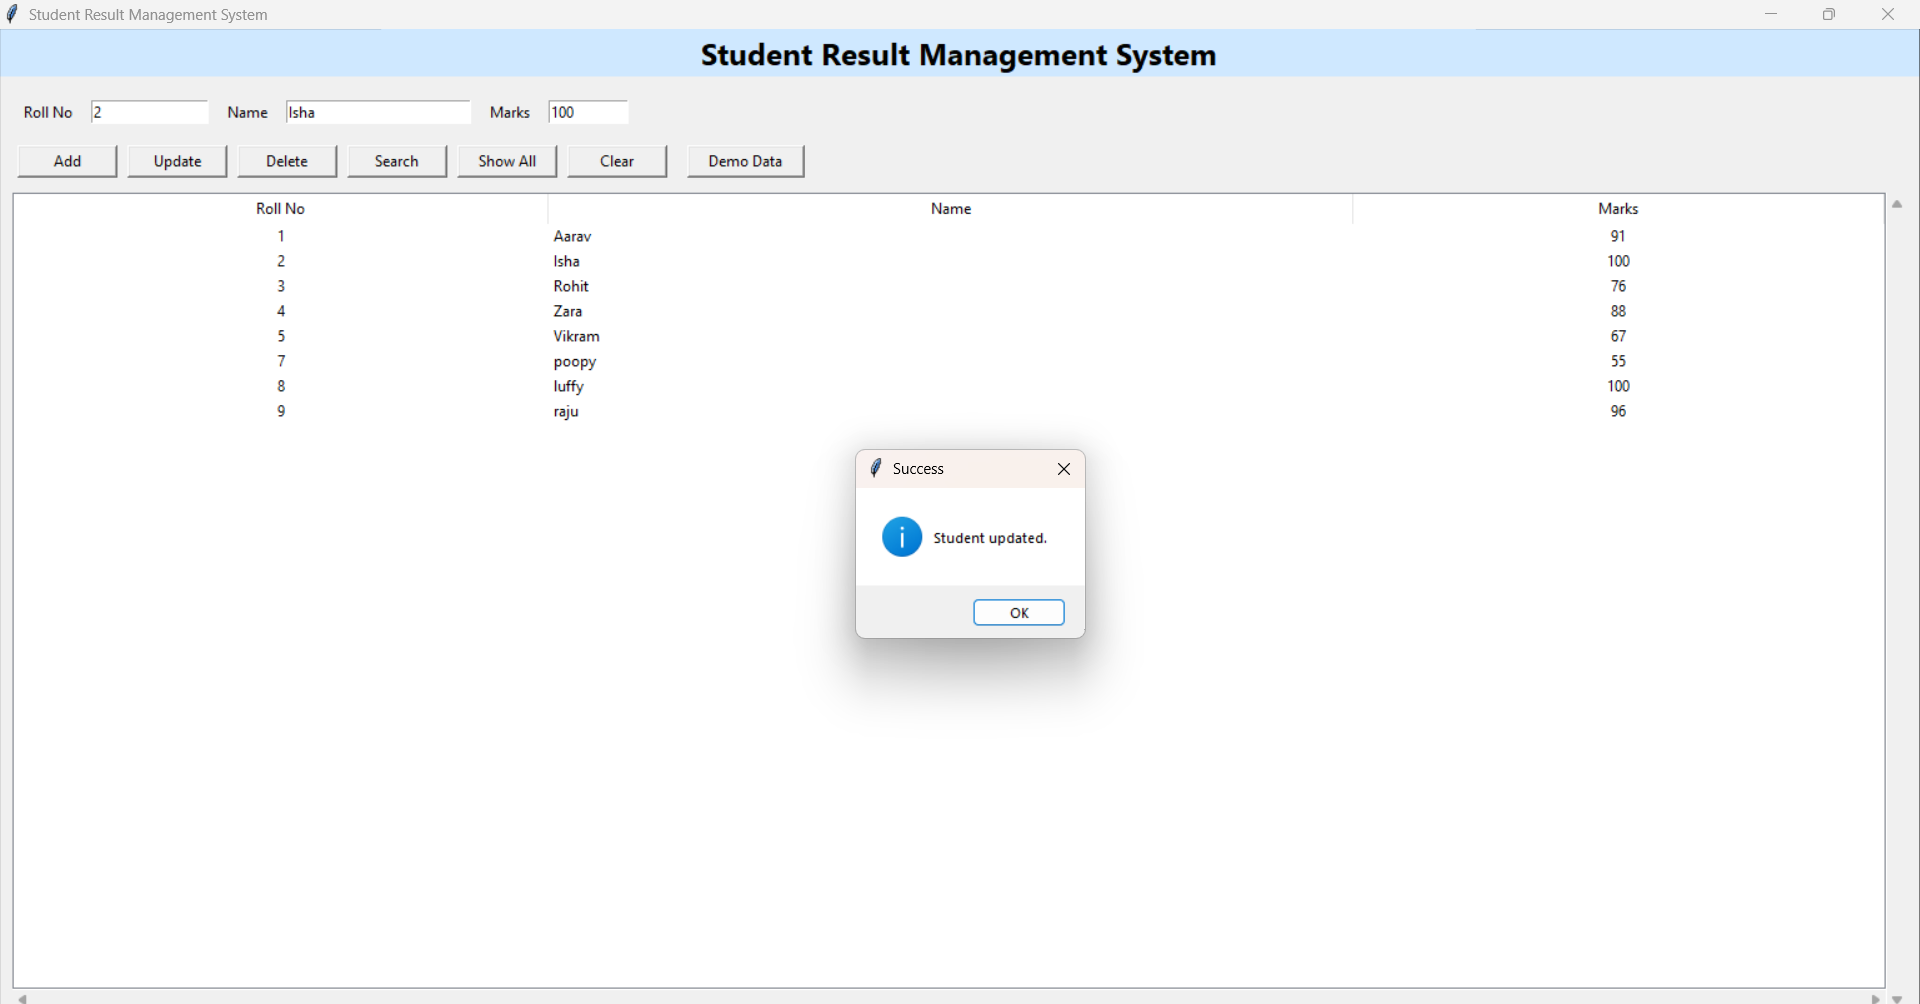 Student Result Management System
Student Result Management System
Roll No 2 Name Isha Marks 100
Add Update Delete Search Show All Clear Demo Data
Roll No Name Marks
1 Aarav 91
2 Isha 100
3 Rohit 76
4 Zara 88
5 Vikram 67
7 poopy 55
8 luffy 100
9 raju 96
Success
Student updated.
OK